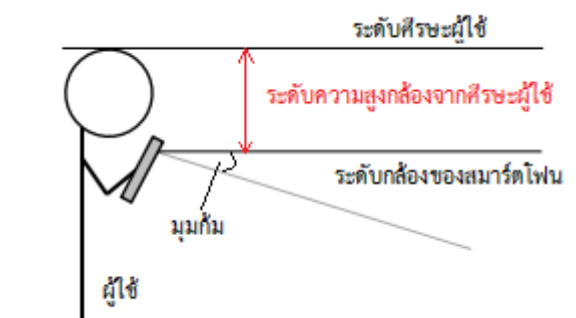 ระดับศีรษะผู้ใช้
ระดับความสูงกล้องจากศีรษะผู้ใช้
ระดับกล้องของสมาร์ตโฟน
มุมก้ม
ผู้ใช้